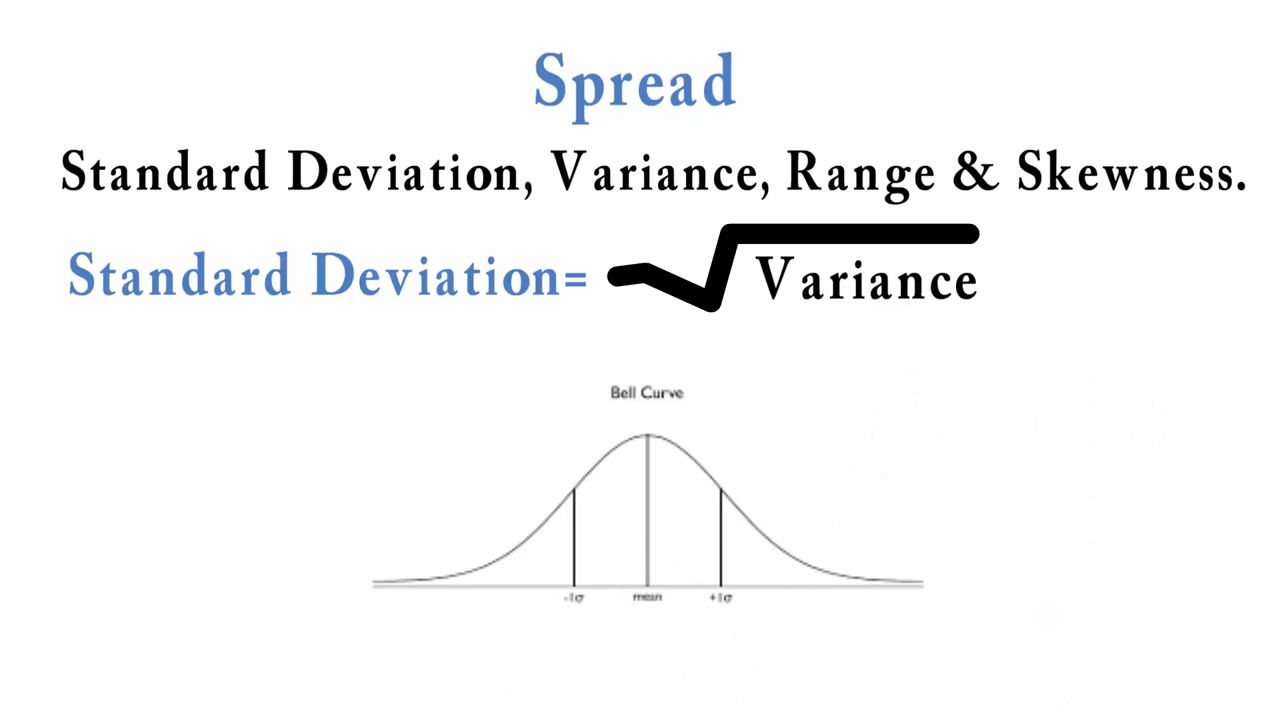 Spread
Standard Deviation, Variance, Range & Skewness.
Standard Deviation= √Variance
Bell Curve
-1σ mean +1σ